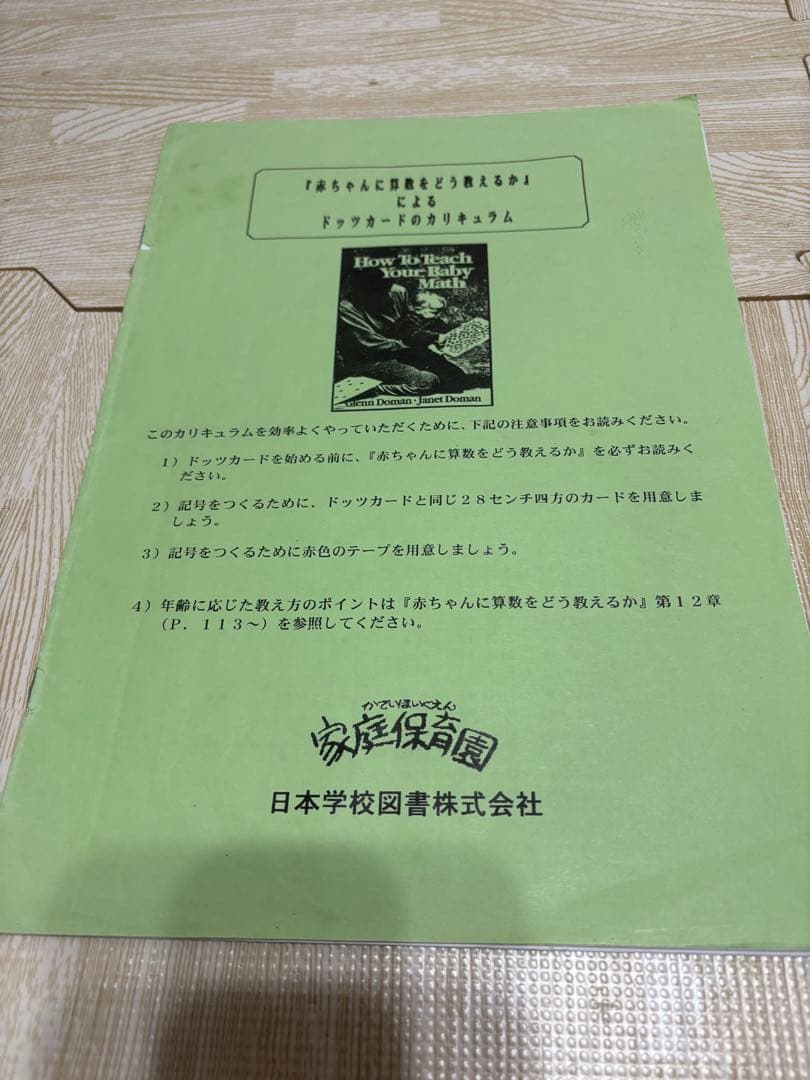 『赤ちゃんに算数をどう教えるか』
による
ドッツカードのカリキュラム
How To Teach
Your Baby
Math
Glenn Doman・Janet Doman
このカリキュラムを効率よくやっていただくために、下記の注意事項をお読みください。
1）ドッツカードを始める前に、『赤ちゃんに算数をどう教えるか』を必ずお読みく
ださい。
2）記号をつくるために、ドッツカードと同じ28センチ四方のカードを用意しま
しょう。
3）記号をつくるために赤色のテープを用意しましょう。
4）年齢に応じた教え方のポイントは『赤ちゃんに算数をどう教えるか』第12章
（P．113～）を参照してください。
かていほいくえん
家庭保育園
日本学校図書株式会社